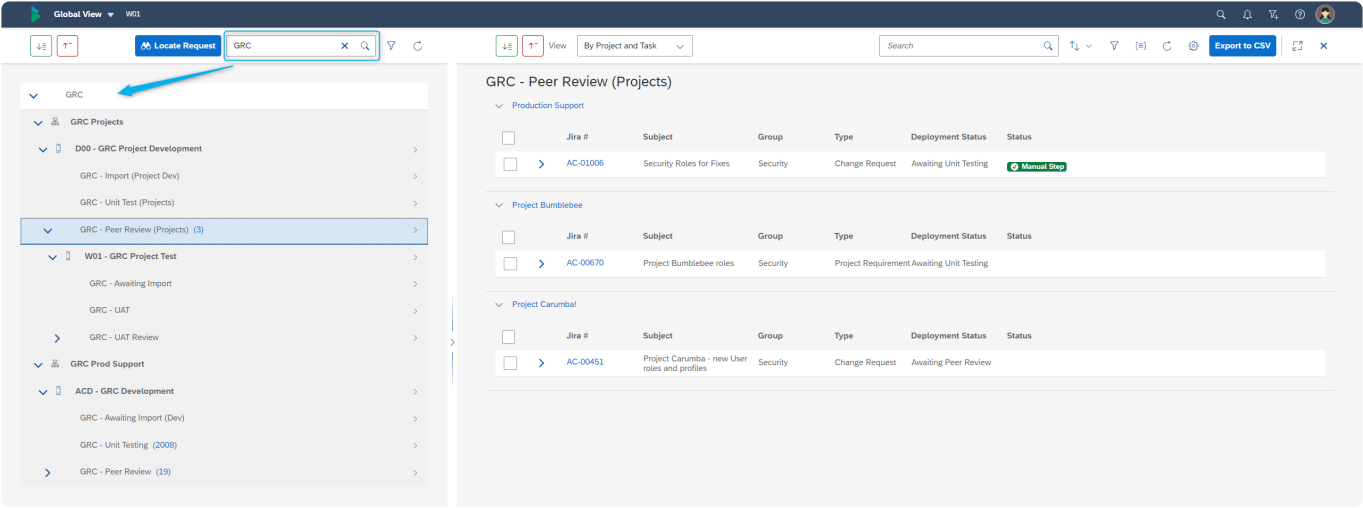 Global View W01
Locate Request GRC
GRC
GRC Projects
D00 - GRC Project Development
GRC - Import (Project Dev)
GRC - Unit Test (Projects)
GRC - Peer Review (Projects) (3)
W01 - GRC Project Test
GRC - Awaiting Import
GRC - UAT
GRC - UAT Review
GRC Prod Support
ACD - GRC Development
GRC - Awaiting Import (Dev)
GRC - Unit Testing (2008)
GRC - Peer Review (19)
View By Project and Task Search Export to CSV
GRC - Peer Review (Projects)
Production Support
Jira # Subject Group Type Deployment Status Status
AC-01006 Security Roles for Fixes Security Change Request Awaiting Unit Testing Manual Step
Project Bumblebee
Jira # Subject Group Type Deployment Status Status
AC-00670 Project Bumblebee roles Security Project Requirement Awaiting Unit Testing
Project Carumba!
Jira # Subject Group Type Deployment Status Status
AC-00451 Project Carumba - new User Security Change Request Awaiting Peer Review
roles and profiles